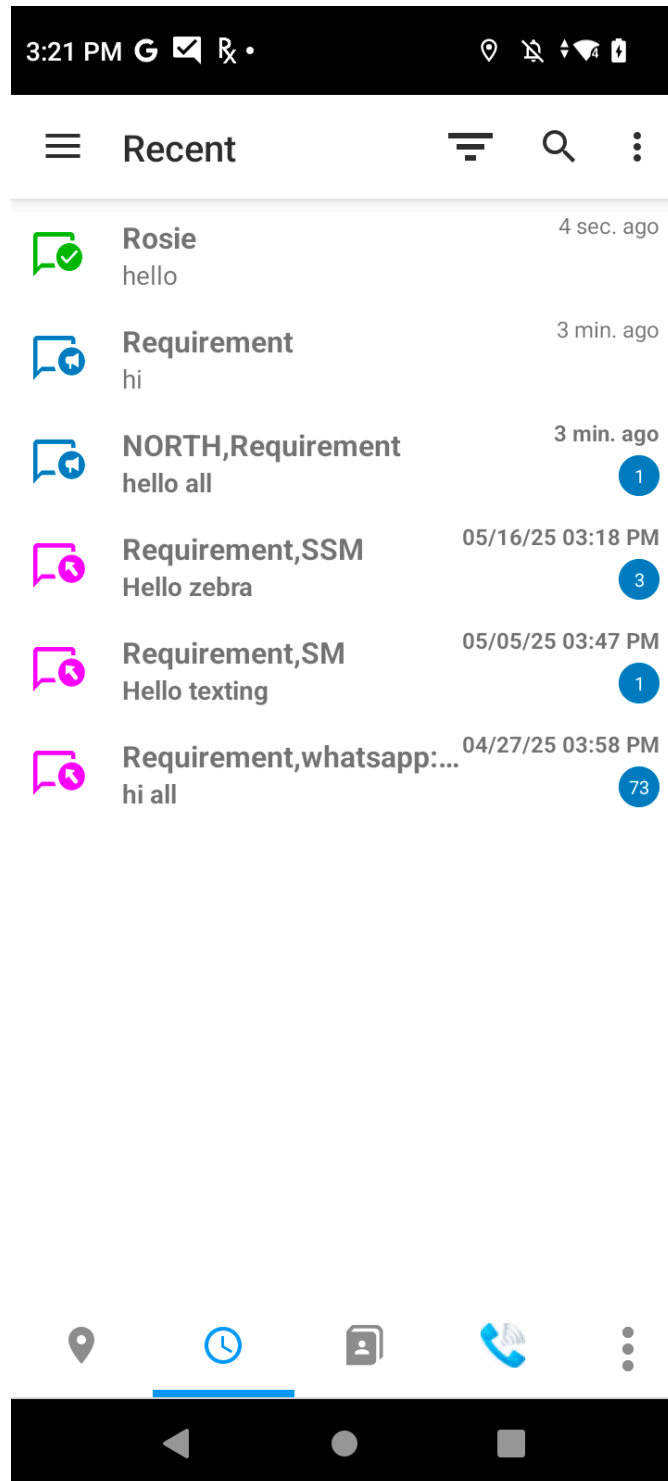 3:21 PM G
Recent
Rosie
4 sec. ago
hello
Requirement
3 min. ago
hi
NORTH,Requirement
3 min. ago
hello all
1
Requirement,SSM
05/16/25 03:18 PM
Hello zebra
3
Requirement,SM
05/05/25 03:47 PM
Hello texting
1
Requirement,whatsapp:...
04/27/25 03:58 PM
hi all
73